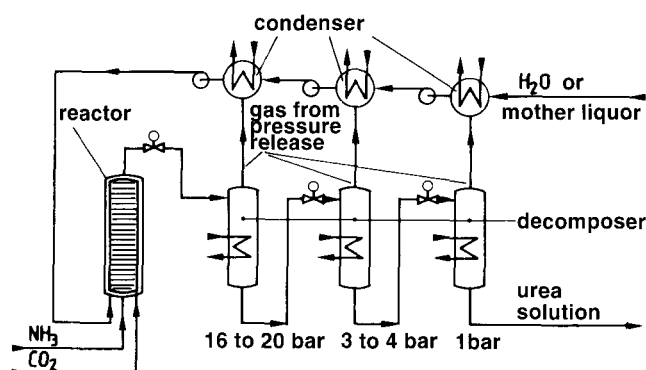 condenser
H₂O or
mother liquor
reactor
gas from
pressure
release
decomposer
urea
solution
NH₃
CO₂
16 to 20 bar
3 to 4 bar
1bar